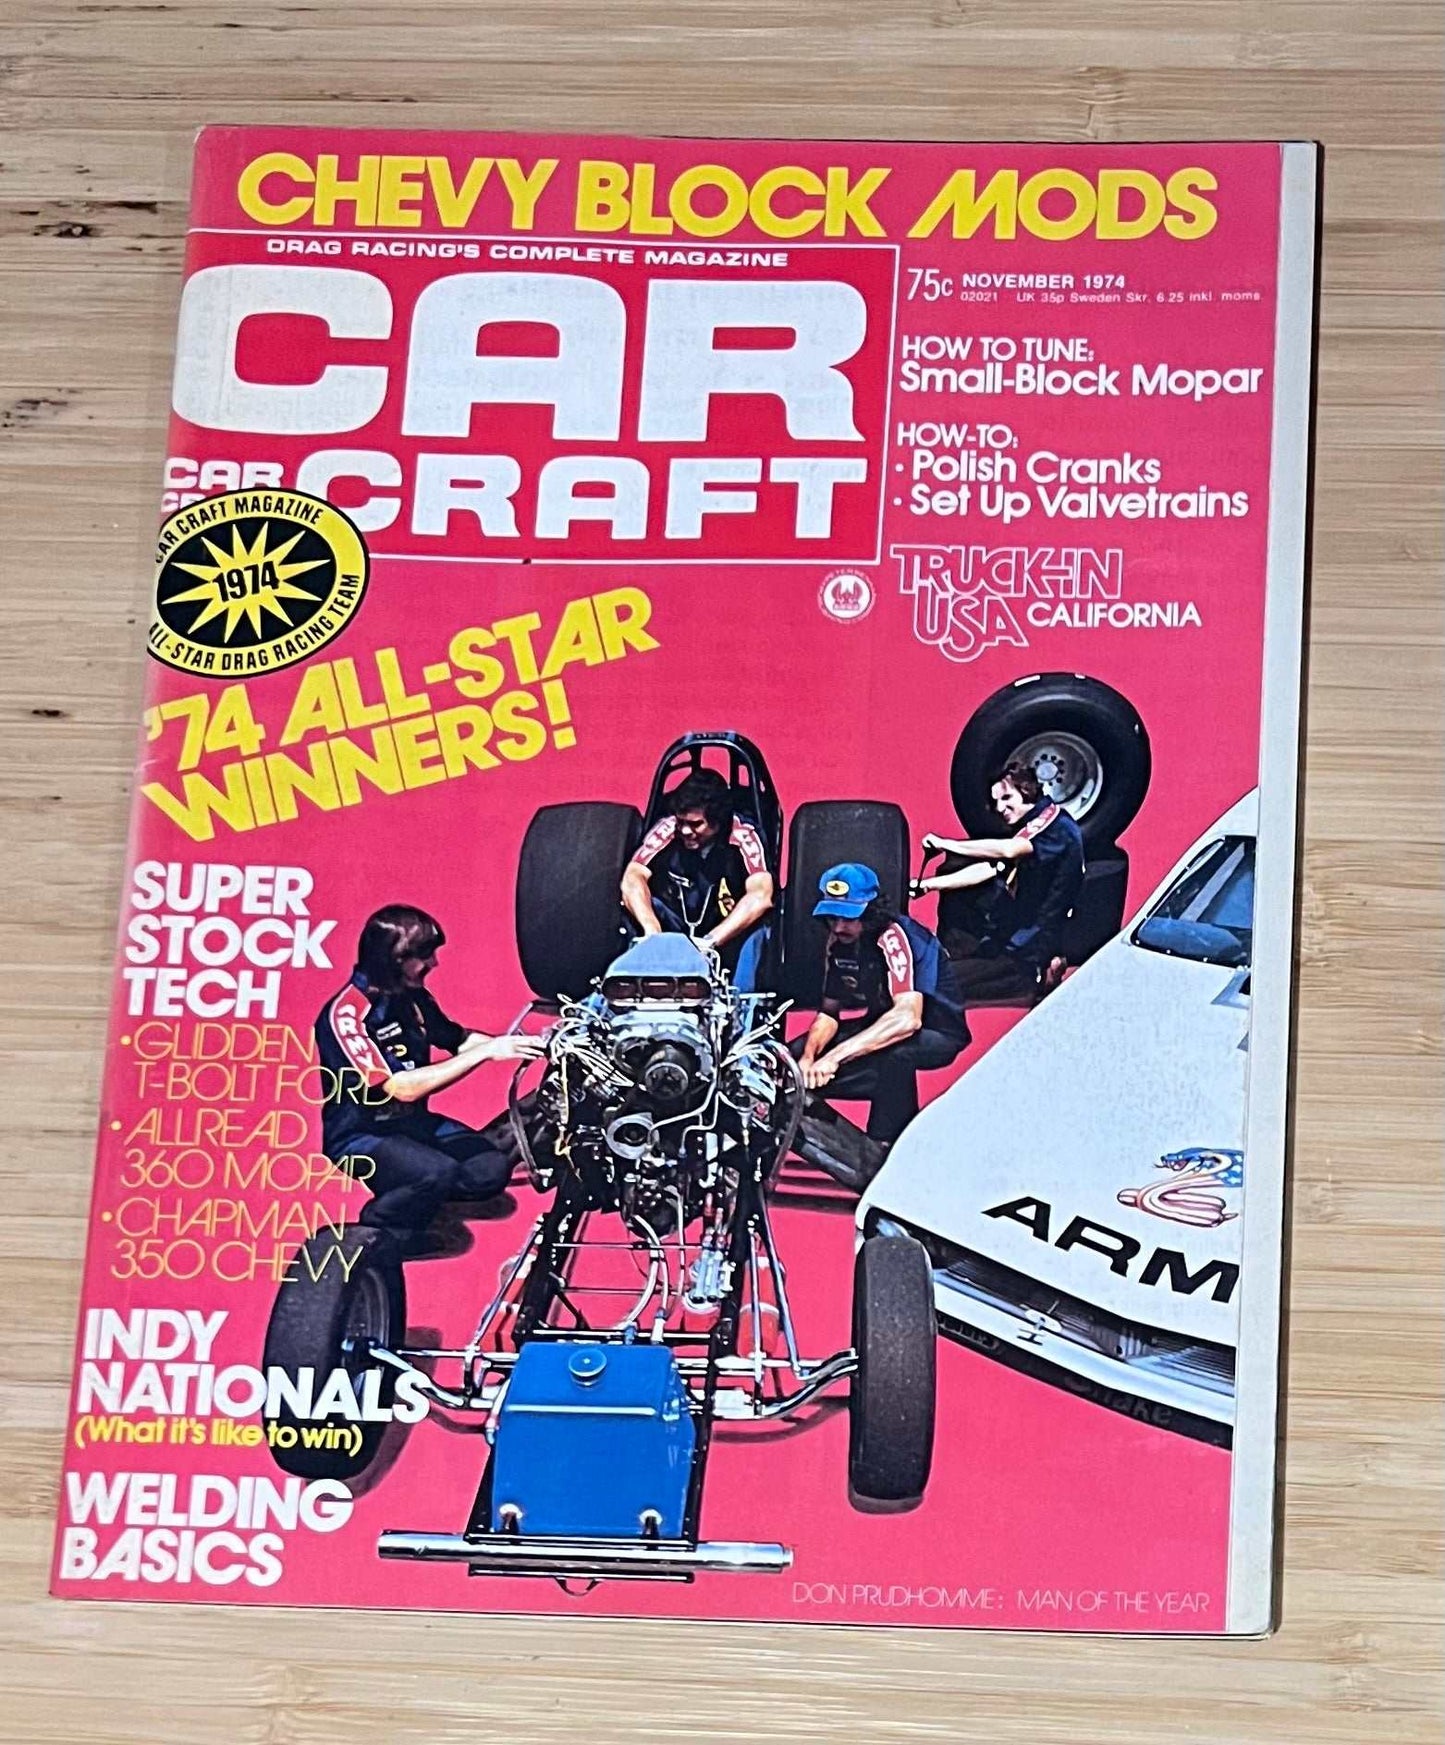 CHEVY BLOCK MODS
DRAG RACING'S COMPLETE MAGAZINE
CAR
CRAFT
75c NOVEMBER 1974
02021 UK 35p Sweden Skr. 6.25 inkl. moms
HOW TO TUNE:
Small-Block Mopar
HOW-TO:
· Polish Cranks
· Set Up Valvetrains
TRUCK-IN
USA CALIFORNIA
CAR
CAR CRAFT MAGAZINE
1974
ALL-STAR DRAG RACING TEAM
'74 ALL-STAR
WINNERS!
SUPER
STOCK
TECH
• GLIDDEN
T-BOLT FORD
• ALLREAD
360 MOPAR
• CHAPMAN
350 CHEVY
INDY
NATIONALS
(What it's like to win)
WELDING
BASICS
ARMY
ARMY
ARM
Snake
DON PRUDHOMME: MAN OF THE YEAR